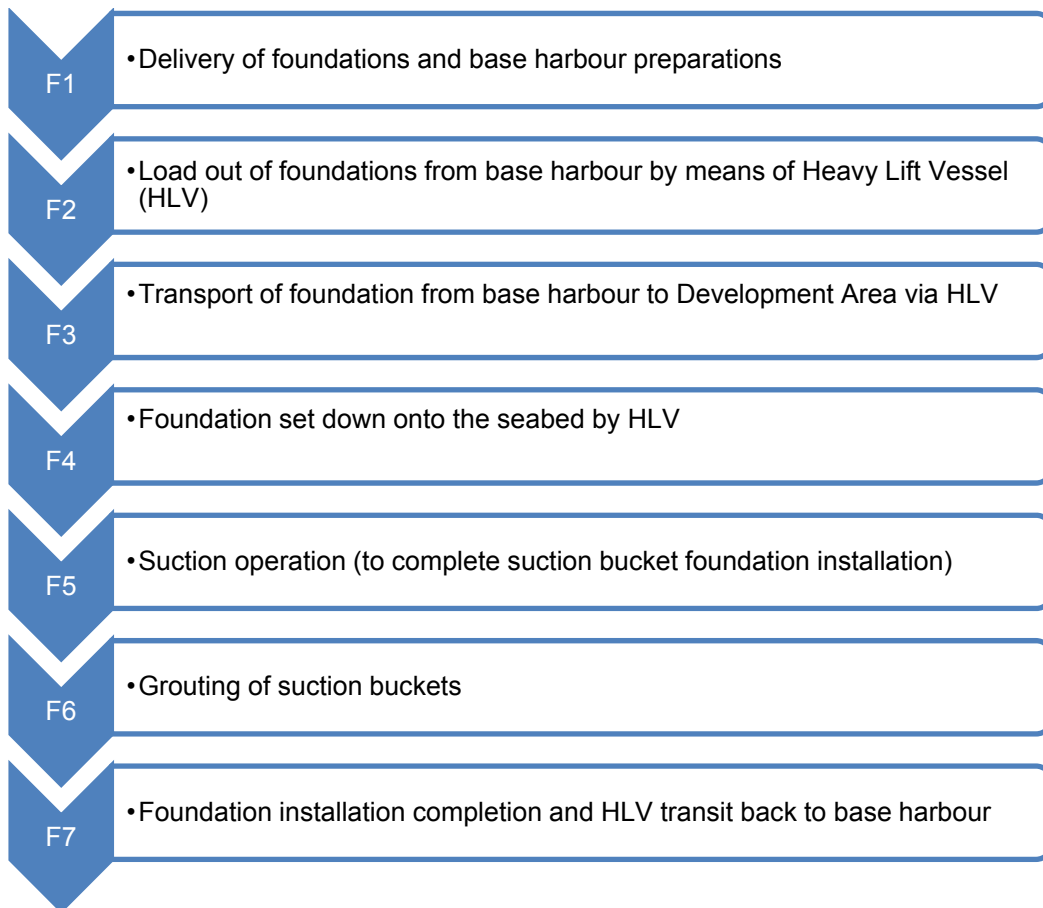 F1
•Delivery of foundations and base harbour preparations
F2
•Load out of foundations from base harbour by means of Heavy Lift Vessel
(HLV)
F3
•Transport of foundation from base harbour to Development Area via HLV
F4
•Foundation set down onto the seabed by HLV
F5
•Suction operation (to complete suction bucket foundation installation)
F6
•Grouting of suction buckets
F7
•Foundation installation completion and HLV transit back to base harbour